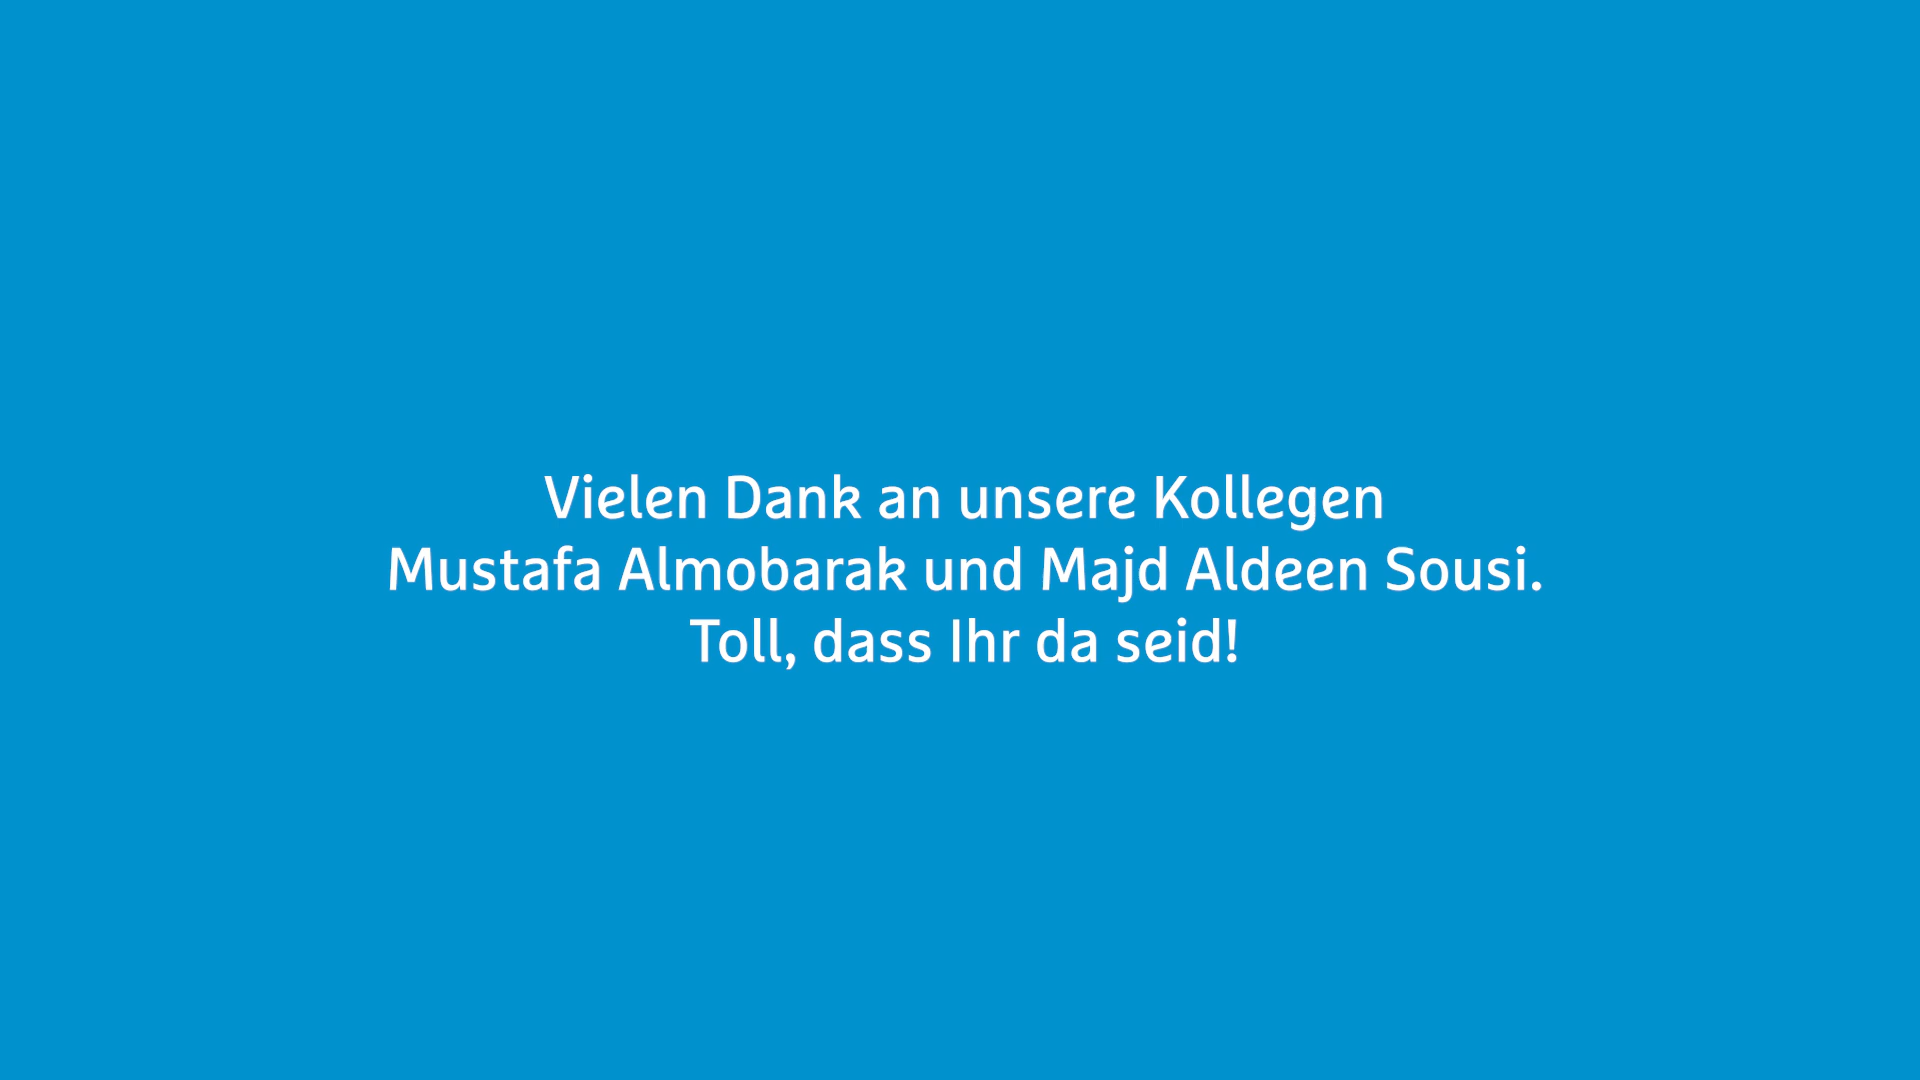 Vielen Dank an unsere Kollegen
Mustafa Almobarak und Majd Aldeen Sousi.
Toll, dass Ihr da seid!